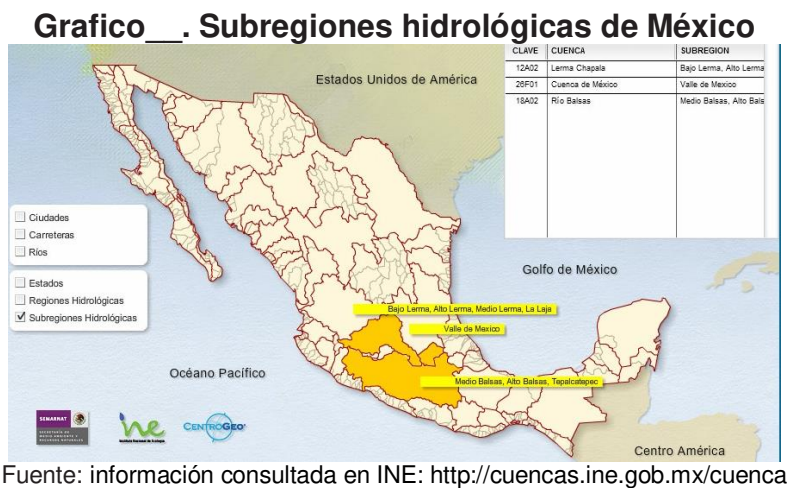 Grafico__. Subregiones hidrológicas de México
CLAVE CUENCA SUBREGION
12A02 Lerma Chapala Bajo Lerma, Alto Lerma
26F01 Cuenca de México Valle de Mexico
18A02 Río Balsas Medio Balsas, Alto Bals
Estados Unidos de América
Ciudades
Carreteras
Ríos
Estados
Regiones Hidrológicas
Subregiones Hidrológicas
Golfo de México
Bajo Lerma, Alto Lerma, Medio Lerma, La Laja
Valle de Mexico
Medio Balsas, Alto Balsas, Tepalcatepec
Océano Pacífico
Centro América
SEMARNAT
ine
CENTROGEO
Fuente: información consultada en INE: http://cuencas.ine.gob.mx/cuenca